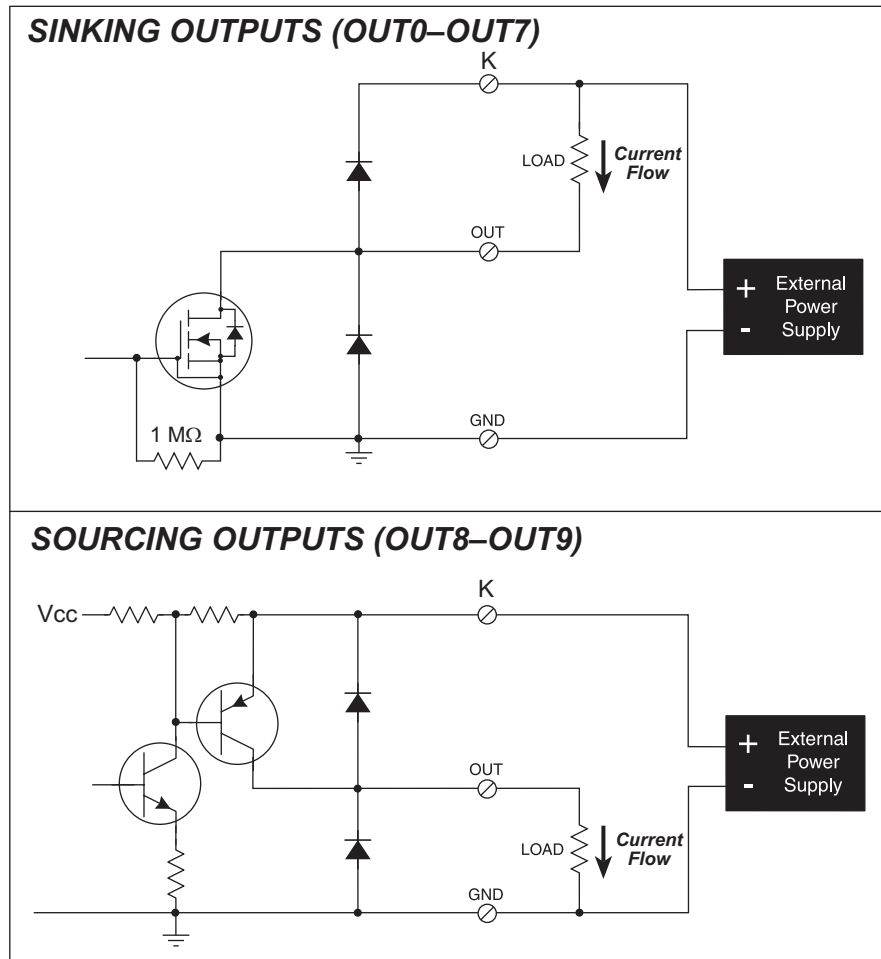 SINKING OUTPUTS (OUT0–OUT7)
K
LOAD
Current
Flow
OUT
+ External
Power
- Supply
GND
1 MΩ
SOURCING OUTPUTS (OUT8–OUT9)
K
Vcc
+ External
Power
- Supply
OUT
LOAD
Current
Flow
GND